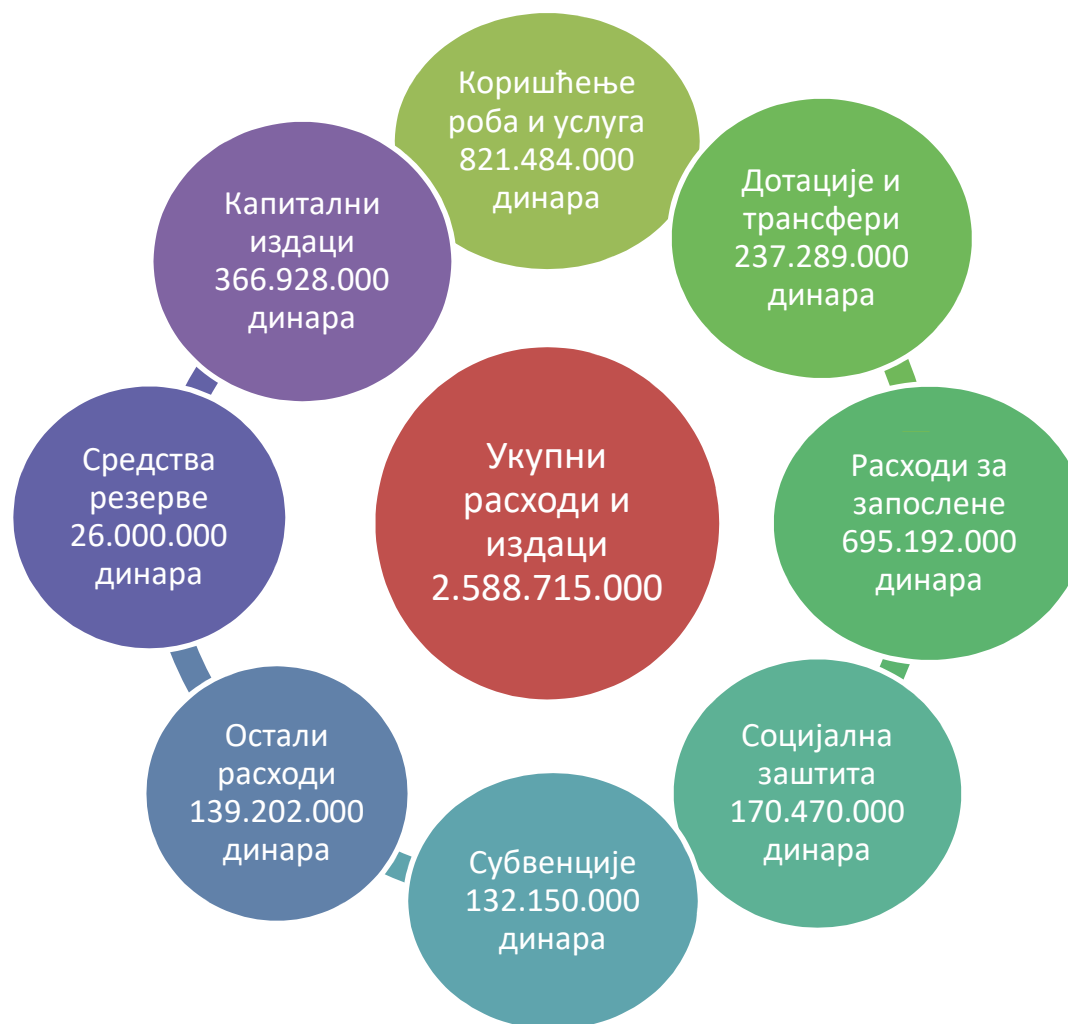 Коришћење
роба и услуга
821.484.000
динара
Дотације и
трансфери
237.289.000
динара
Расходи за
запослене
695.192.000
динара
Социјална
заштита
170.470.000
динара
Субвенције
132.150.000
динара
Остали
расходи
139.202.000
динара
Средства
резерве
26.000.000
динара
Капитални
издаци
366.928.000
динара
Укупни
расходи и
издаци
2.588.715.000